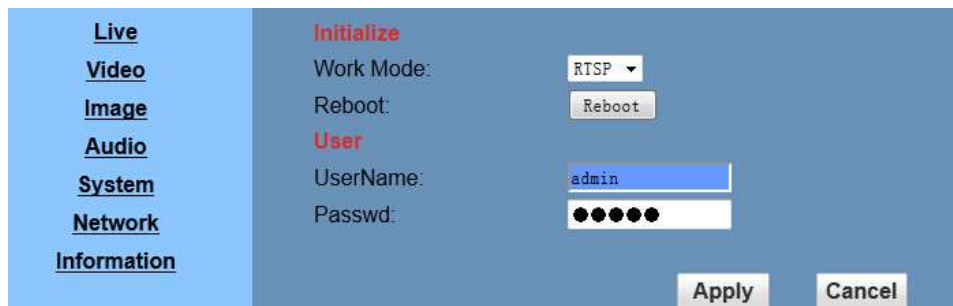 Live
Video
Image
Audio
System
Network
Information
Initialize
Work Mode: RTSP
Reboot: Reboot
User
UserName: admin
Passwd: ●●●●●
Apply Cancel